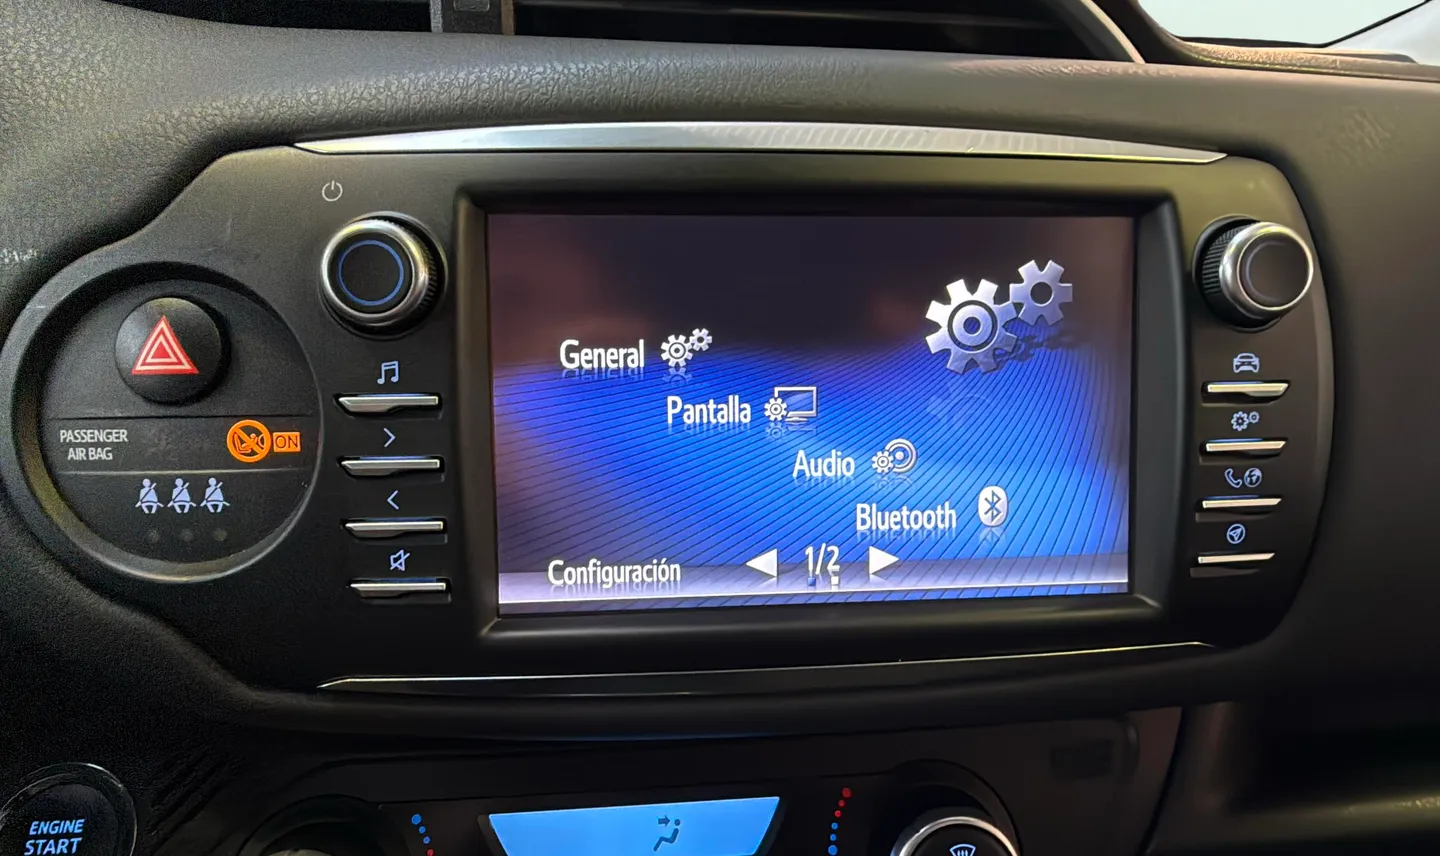 General
Pantalla
Audio
Bluetooth
Configuración
1/2
PASSENGER
AIR BAG
ON
ENGINE
START